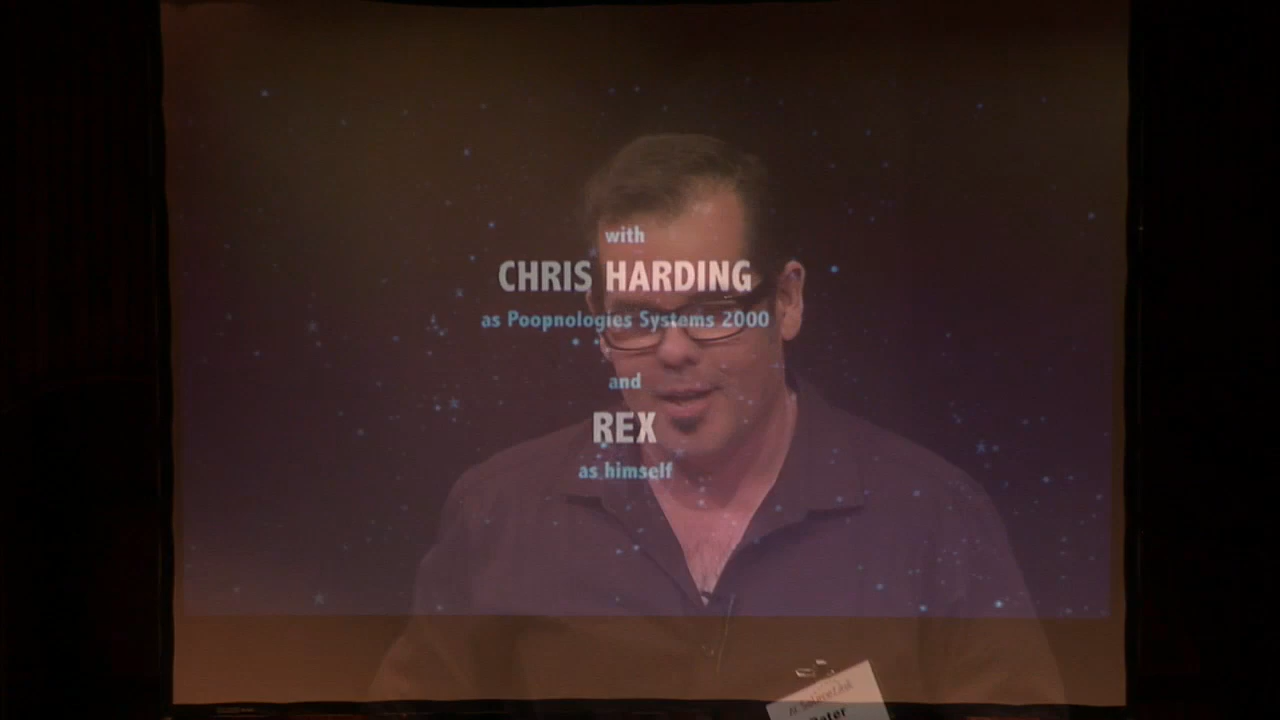 with
CHRIS HARDING
as Poopnologies Systems 2000
and
REX
as himself